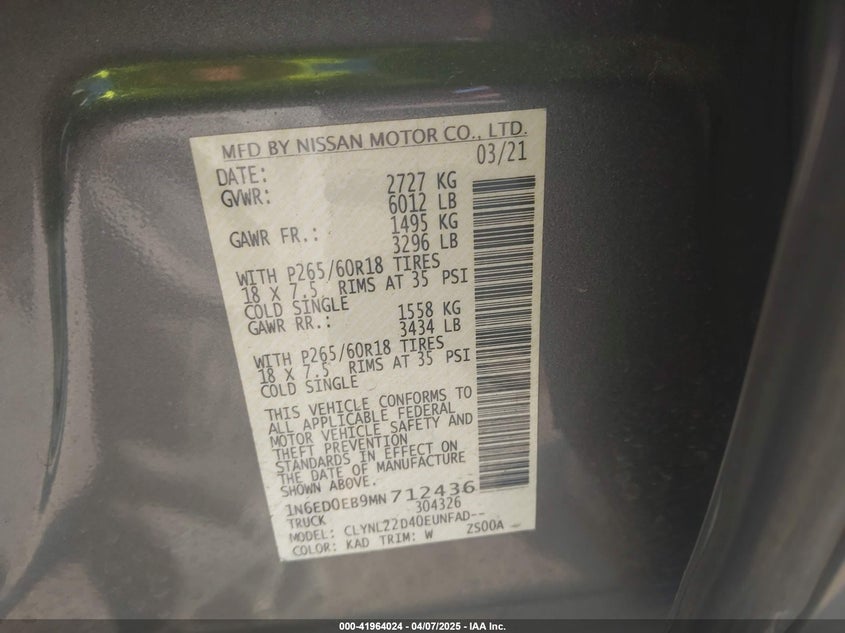 MFD BY NISSAN MOTOR CO., LTD.
DATE: 03/21
GVWR: 2727 KG
6012 LB
GAWR FR.: 1495 KG
3296 LB
WITH P265/60R18 TIRES
18 X 7.5 RIMS AT 35 PSI
COLD SINGLE
GAWR RR.: 1558 KG
3434 LB
WITH P265/60R18 TIRES
18 X 7.5 RIMS AT 35 PSI
COLD SINGLE
THIS VEHICLE CONFORMS TO
ALL APPLICABLE FEDERAL
MOTOR VEHICLE SAFETY AND
THEFT PREVENTION
STANDARDS IN EFFECT ON
THE DATE OF MANUFACTURE
SHOWN ABOVE.
1N6ED0EB9MN712436
TRUCK 304326
MODEL: CLYNLZ2D40EUNFAD--
COLOR: KAD TRIM: W ZS00A -
000-41964024 - 04/07/2025 - IAA Inc.